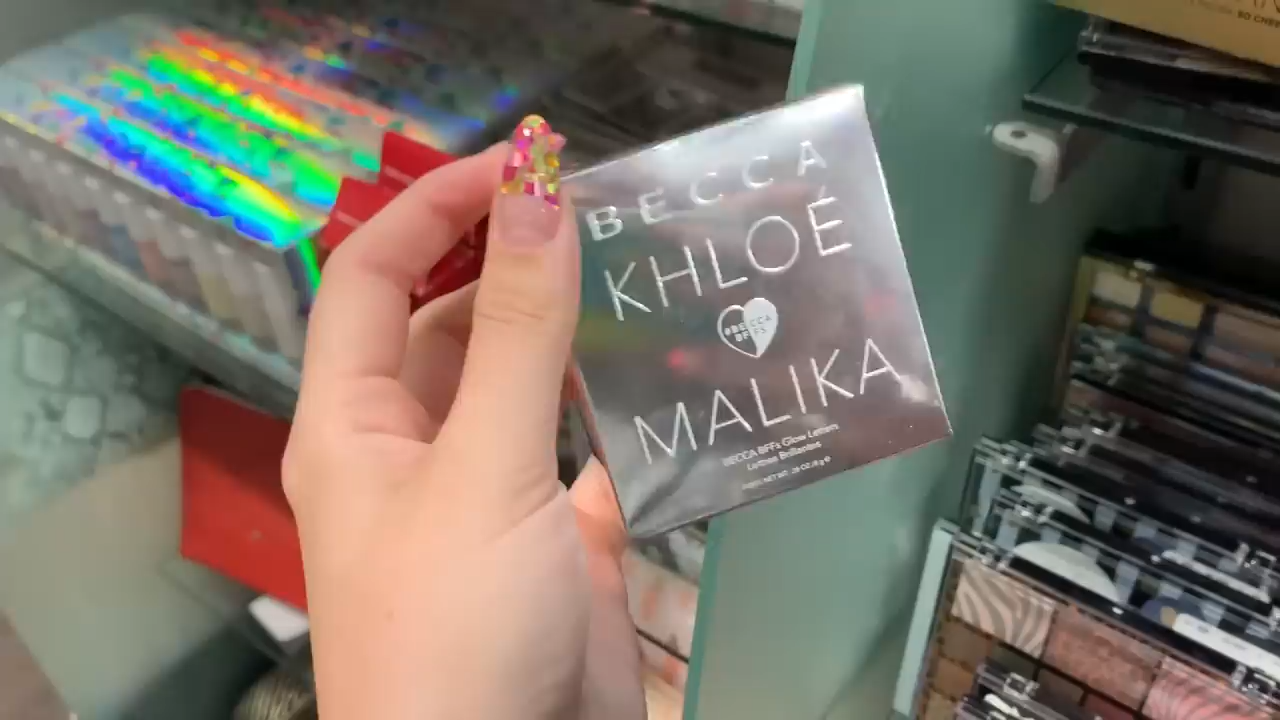 BECCA
KHLOÉ
#BECCA
BFFS
MALIKA
BECCA BFFs Glow Letters
Lettres Brillantes